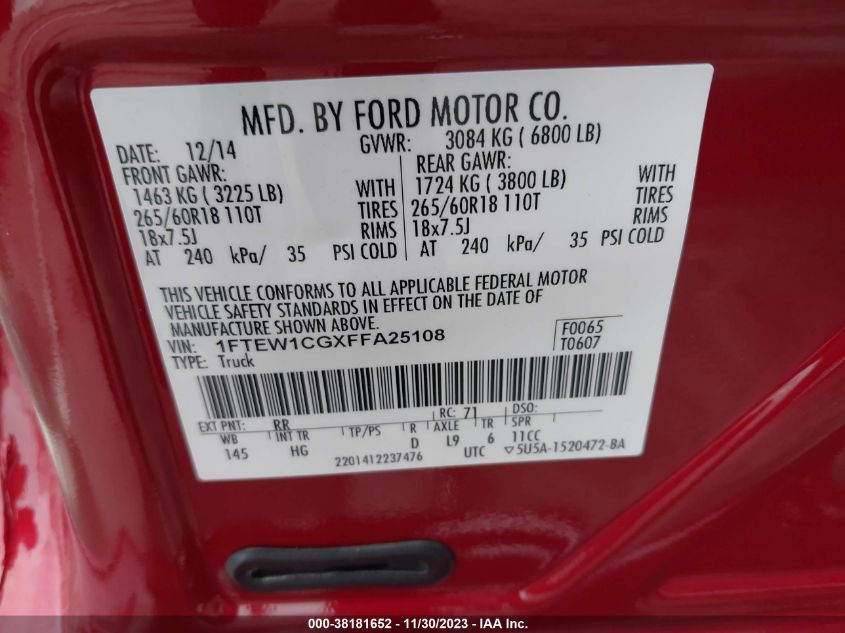 MFD. BY FORD MOTOR CO.
DATE: 12/14 GVWR: 3084 KG ( 6800 LB)
FRONT GAWR: REAR GAWR:
1463 KG ( 3225 LB) WITH 1724 KG ( 3800 LB) WITH
265/60R18 110T TIRES 265/60R18 110T TIRES
18x7.5J RIMS 18x7.5J RIMS
AT 240 kPa/ 35 PSI COLD AT 240 kPa/ 35 PSI COLD
THIS VEHICLE CONFORMS TO ALL APPLICABLE FEDERAL MOTOR
VEHICLE SAFETY STANDARDS IN EFFECT ON THE DATE OF
MANUFACTURE SHOWN ABOVE.
VIN: 1FTEW1CGXFFA25108 F0065
TYPE: Truck T0607
EXT PNT: RR RC: 71 DSO:
WB INT TR TP/PS R AXLE TR SPR
145 HG D L9 6 11CC
2201412237476 UTC ▽5U5A-1520472-BA
000-38181652 — 11/30/2023 - IAAI.com